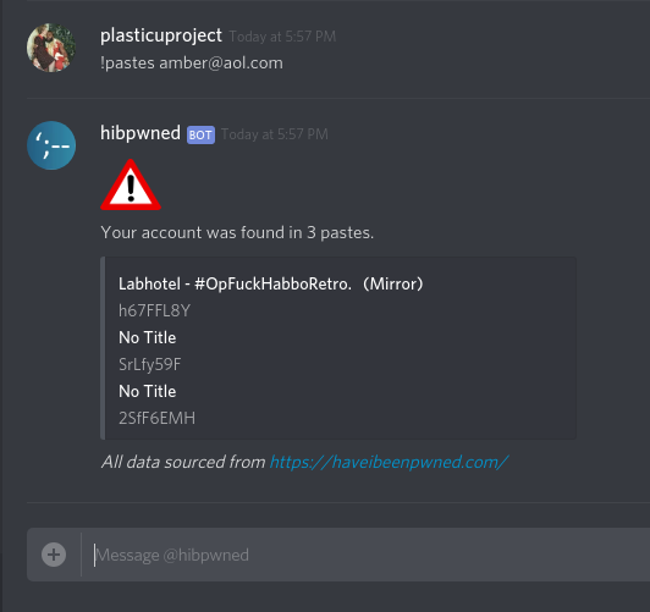 plasticuproject Today at 5:57 PM
!pastes amber@aol.com
hibpwned BOT Today at 5:57 PM
';--
!
Your account was found in 3 pastes.
Labhotel - #OpFuckHabboRetro. (Mirror)
h67FFL8Y
No Title
SrLfy59F
No Title
2SfF6EMH
All data sourced from https://haveibeenpwned.com/
Message @hibpwned